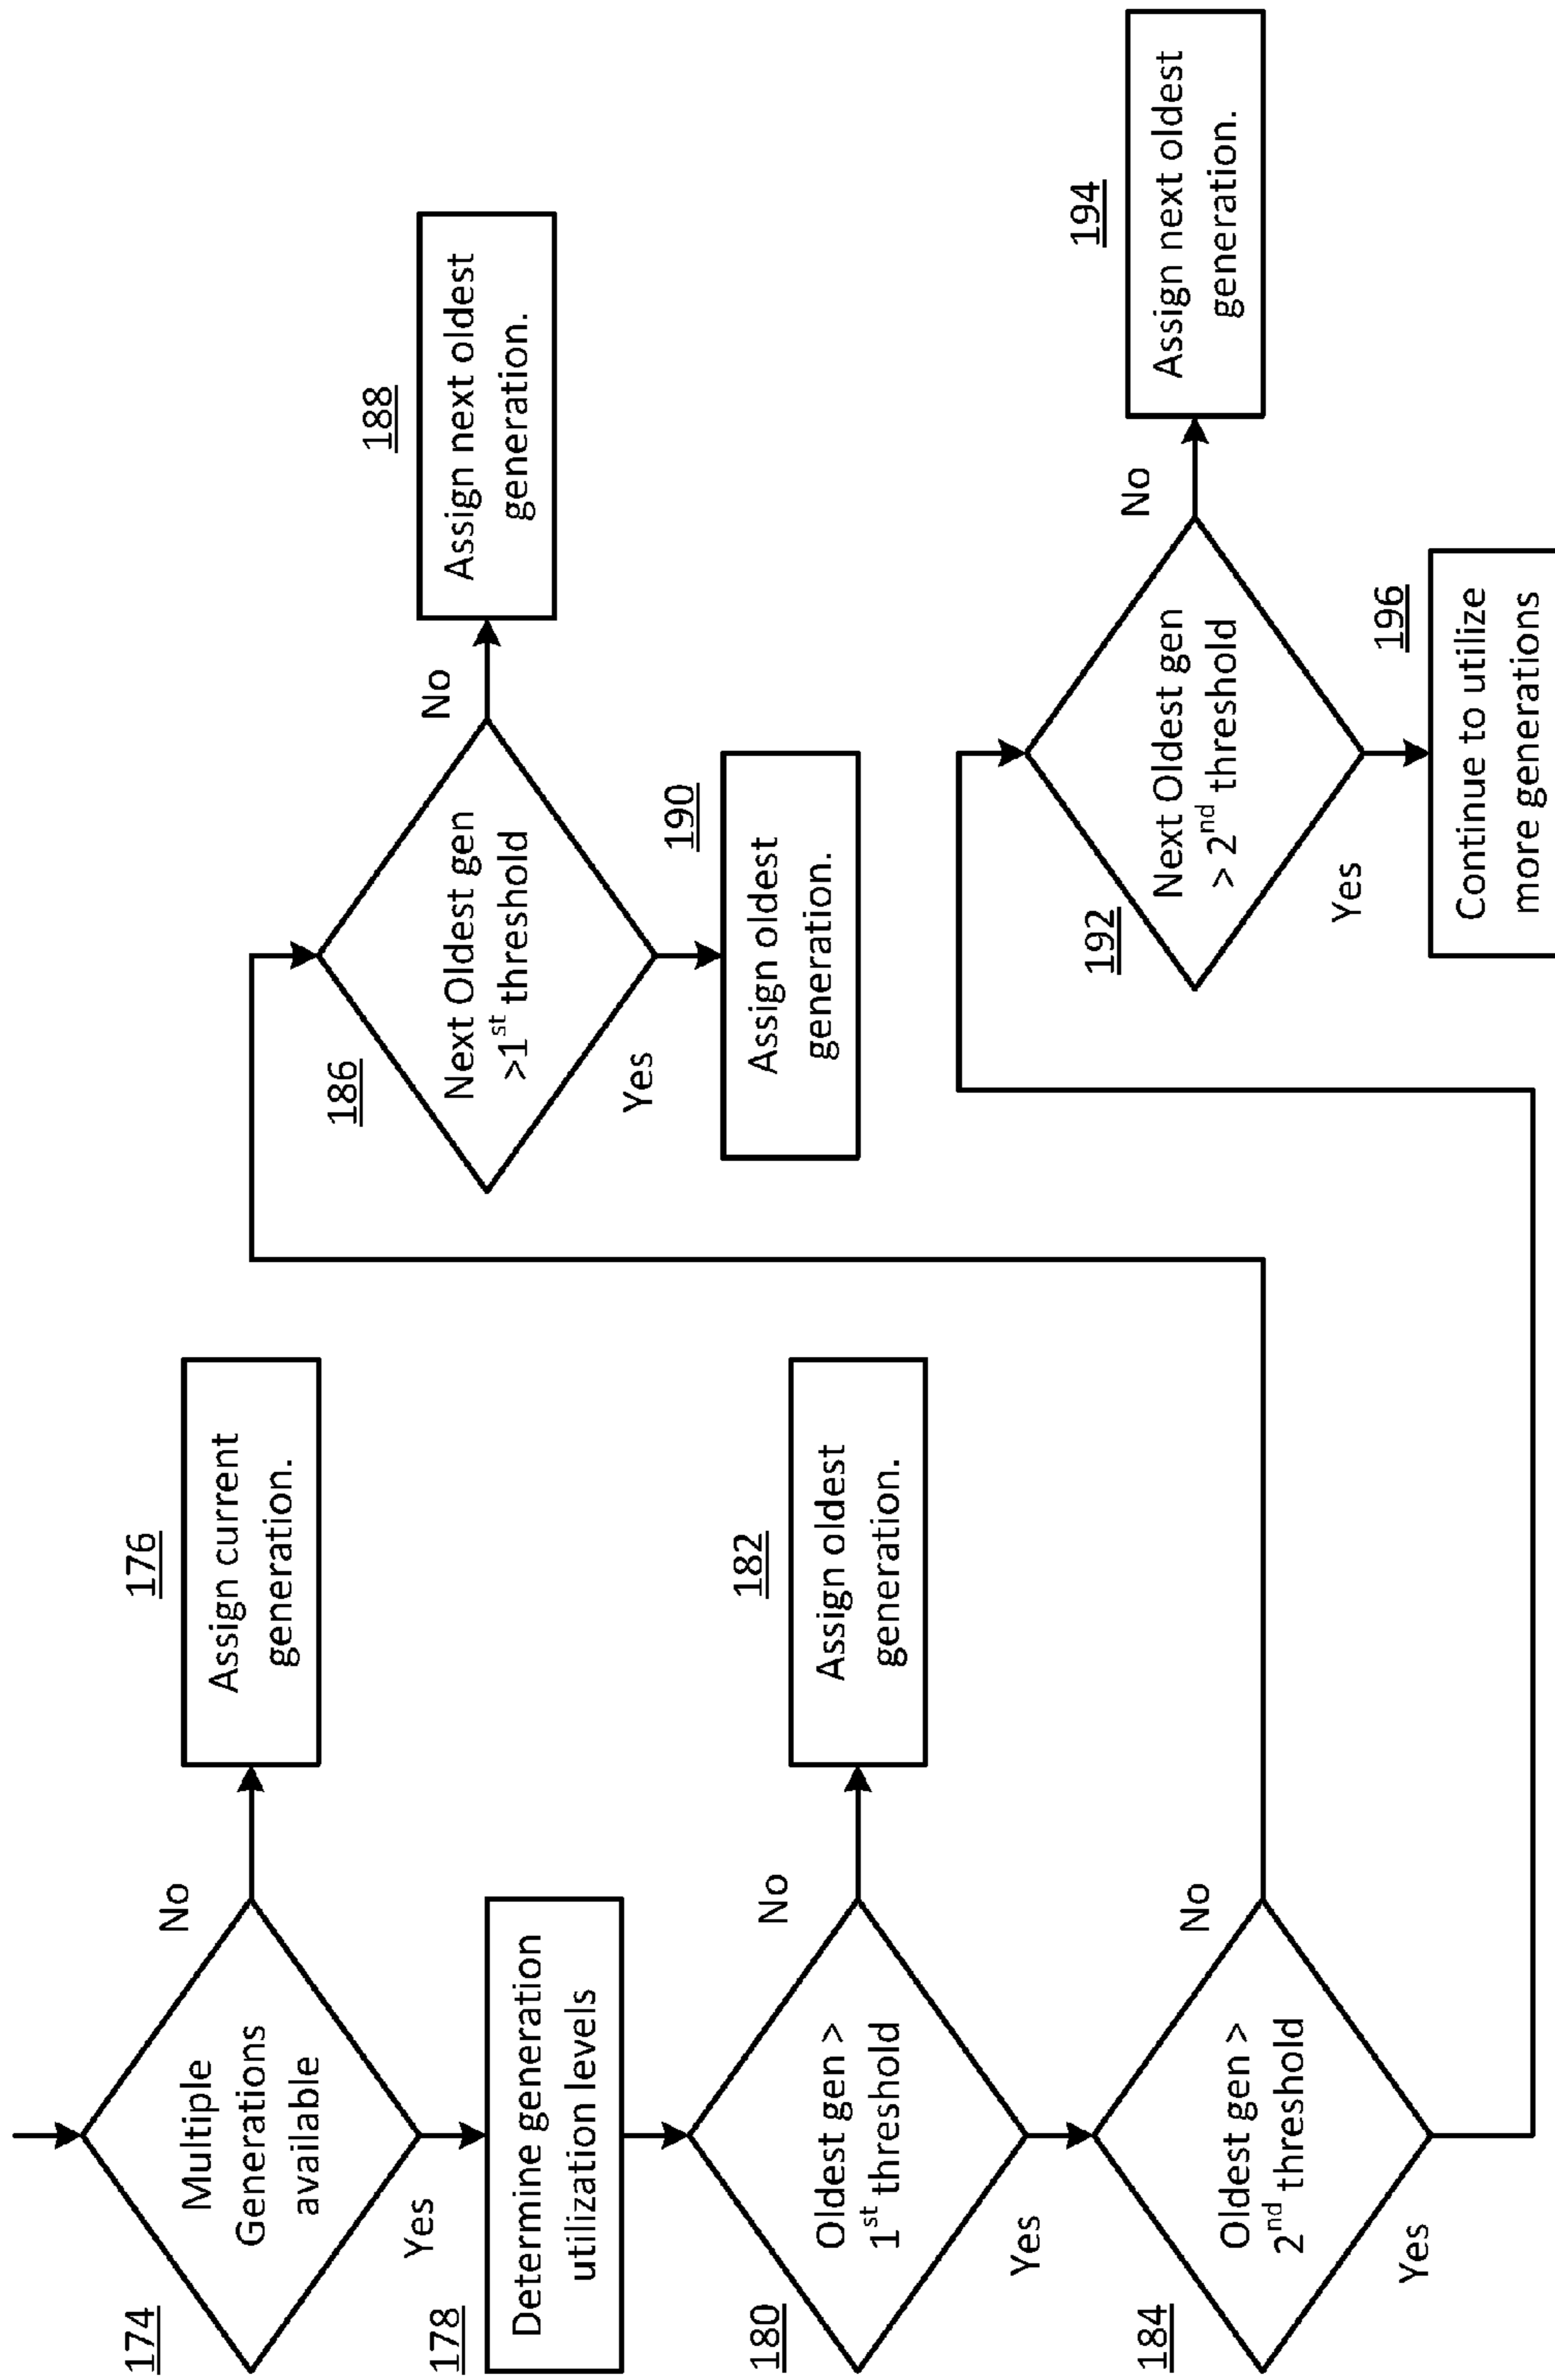 174
Multiple
Generations
available
No
Yes
176
Assign current
generation.
178
Determine generation
utilization levels
180
Oldest gen >
1st threshold
No
Yes
182
Assign oldest
generation.
184
Oldest gen >
2nd threshold
No
Yes
186
Next Oldest gen
>1st threshold
No
Yes
188
Assign next oldest
generation.
190
Assign oldest
generation.
192
Next Oldest gen
> 2nd threshold
No
Yes
194
Assign next oldest
generation.
196
Continue to utilize
more generations